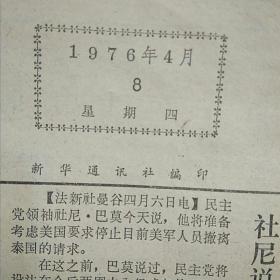 1976年4月
8
星期四
新华通讯社编印
【法新社曼谷四月六日电】民主
党领袖社尼·巴莫今天说，他将准备
考虑美国要求停止目前美军人员撤离
泰国的请求。
在这之前，巴莫说过，民主党将
社尼说